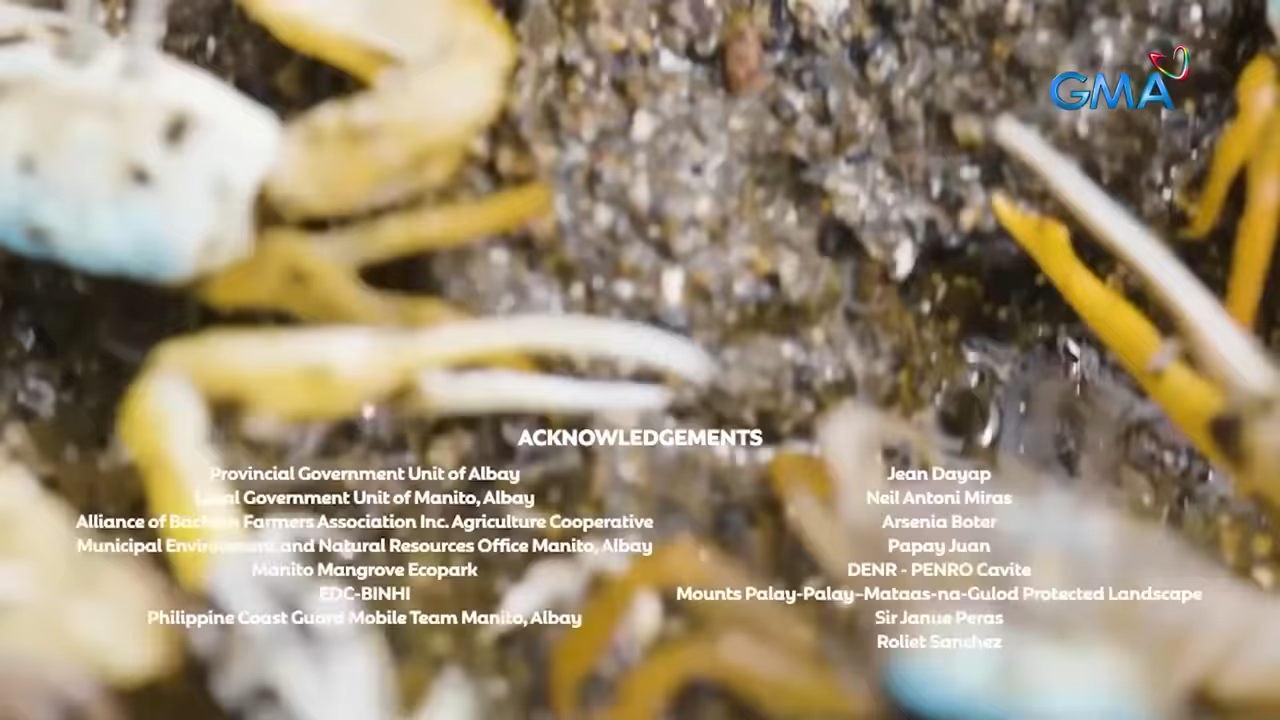 GMA
ACKNOWLEDGEMENTS
Provincial Government Unit of Albay
Local Government Unit of Manito, Albay
Alliance of Farmers Association Inc. Agriculture Cooperative
Municipal Environment and Natural Resources Office Manito, Albay
Manito Mangrove Ecopark
EDC-BINHI
Philippine Coast Guard Mobile Team Manito, Albay
Jean Dayap
Neil Antoni Miras
Arsenia Boter
Papay Juan
DENR - PENRO Cavite
Mounts Palay-Palay-Mataas-na-Gulod Protected Landscape
Sir Janue Peras
Roliet Sanchez